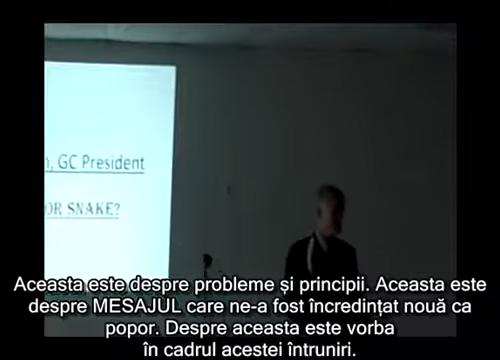 , GC President
OR SNAKE?
Aceasta este despre probleme și principii. Aceasta este
despre MESAJUL care ne-a fost încredințat nouă ca
popor. Despre aceasta este vorba
în cadrul acestei întruniri.